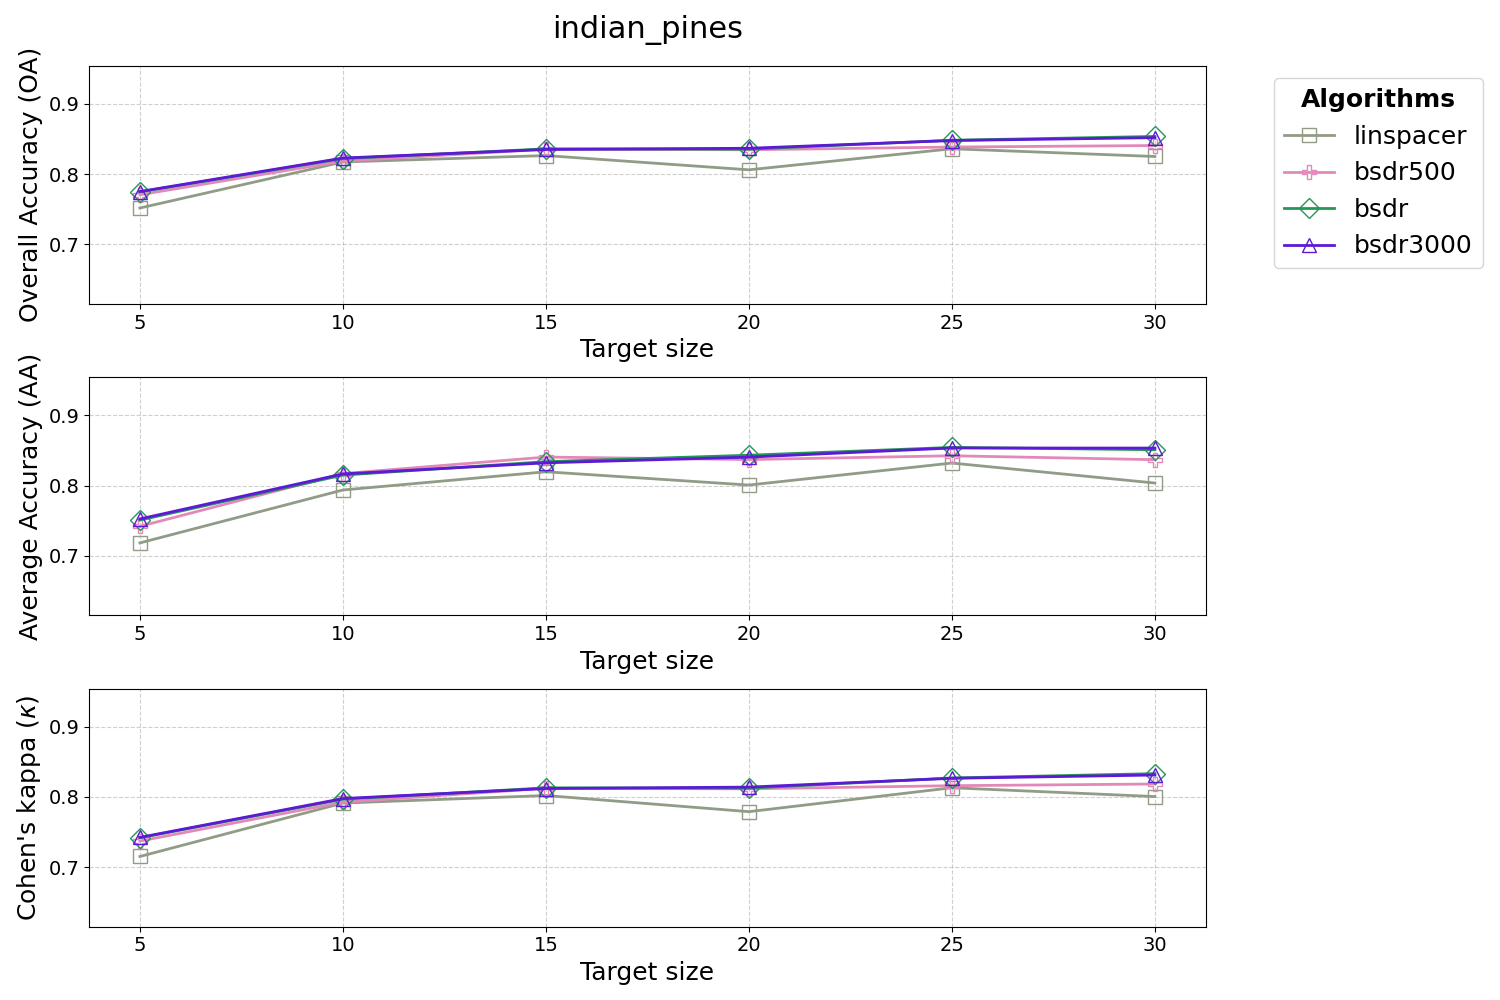 indian_pines
Overall Accuracy (OA)
0.9
0.8
0.7
5 10 15 20 25 30
Target size
Algorithms
linspacer
bsdr500
bsdr
bsdr3000
Average Accuracy (AA)
0.9
0.8
0.7
5 10 15 20 25 30
Target size
Cohen's kappa (κ)
0.9
0.8
0.7
5 10 15 20 25 30
Target size